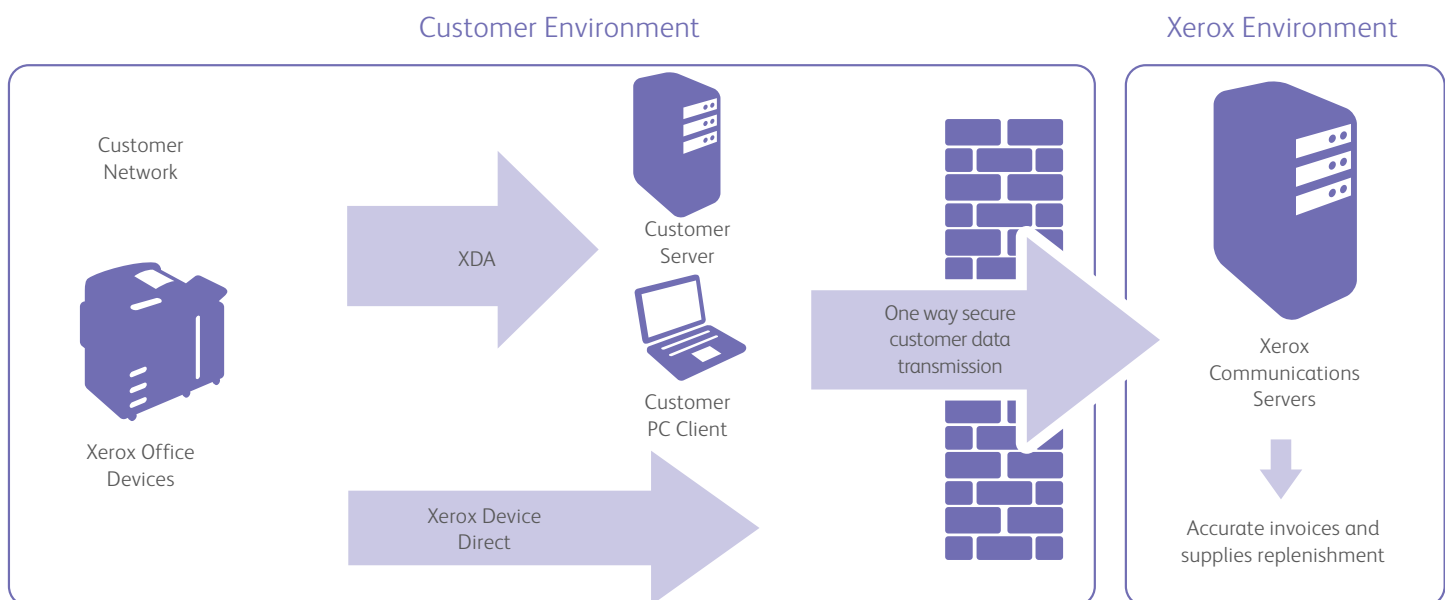 Customer Environment
Xerox Environment
Customer
Network
Xerox Office
Devices
XDA
Customer
Server
Customer
PC Client
Xerox Device
Direct
One way secure
customer data
transmission
Xerox
Communications
Servers
Accurate invoices and
supplies replenishment